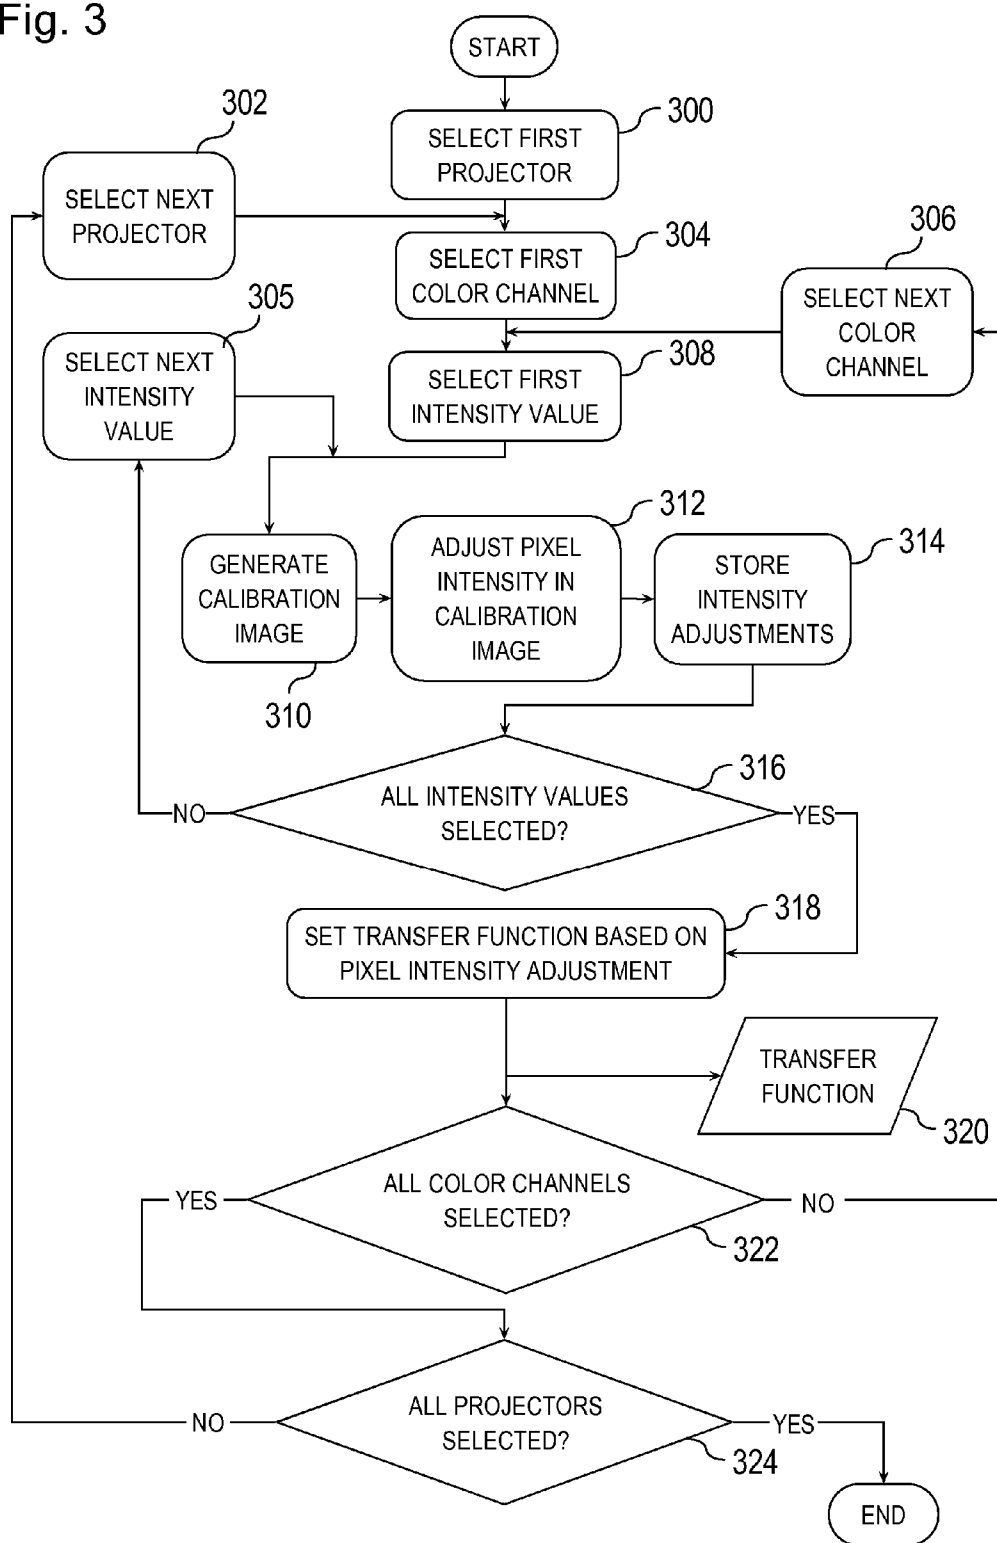 Fig. 3
START
300
SELECT FIRST
PROJECTOR
302
SELECT NEXT
PROJECTOR
304
SELECT FIRST
COLOR CHANNEL
306
SELECT NEXT
COLOR
CHANNEL
305
SELECT NEXT
INTENSITY
VALUE
308
SELECT FIRST
INTENSITY VALUE
GENERATE
CALIBRATION
IMAGE
310
312
ADJUST PIXEL
INTENSITY IN
CALIBRATION
IMAGE
314
STORE
INTENSITY
ADJUSTMENTS
316
ALL INTENSITY VALUES
SELECTED?
NO
YES
318
SET TRANSFER FUNCTION BASED ON
PIXEL INTENSITY ADJUSTMENT
TRANSFER
FUNCTION
320
ALL COLOR CHANNELS
SELECTED?
YES
NO
322
ALL PROJECTORS
SELECTED?
NO
YES
324
END